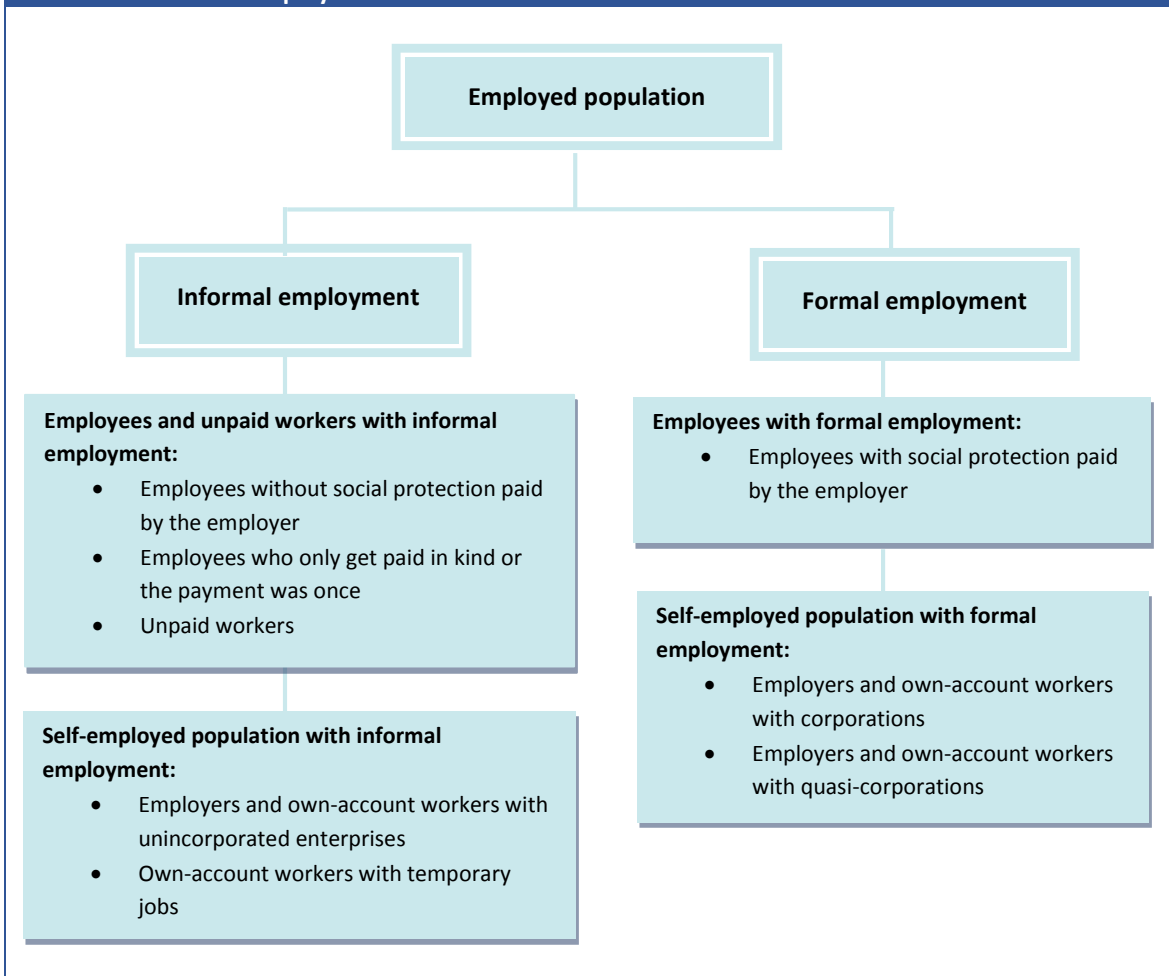 Employed population
Informal employment
Formal employment
Employees and unpaid workers with informal
employment:
• Employees without social protection paid
by the employer
• Employees who only get paid in kind or
the payment was once
• Unpaid workers
Self-employed population with informal
employment:
• Employers and own-account workers with
unincorporated enterprises
• Own-account workers with temporary
jobs
Employees with formal employment:
• Employees with social protection paid
by the employer
Self-employed population with formal
employment:
• Employers and own-account workers
with corporations
• Employers and own-account workers
with quasi-corporations